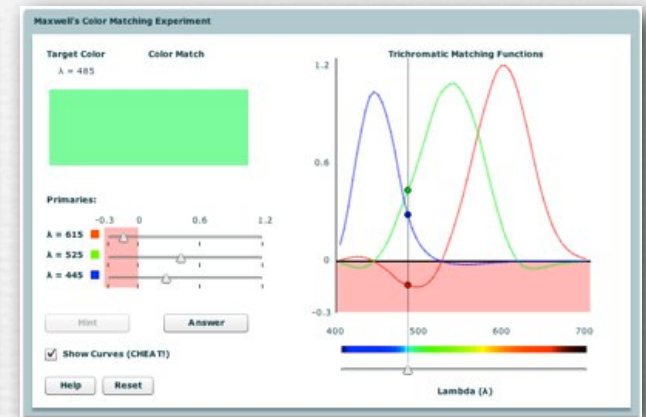 Maxwell's Color Matching Experiment
Target Color Color Match
λ = 485
Primaries:
-0.3 0 0.6 1.2
λ = 615
λ = 525
λ = 445
Hint Answer
Show Curves (CHEAT!)
Help Reset
Trichromatic Matching Functions
1.2
0.6
0
-0.3
400 500 600 700
Lambda (λ)